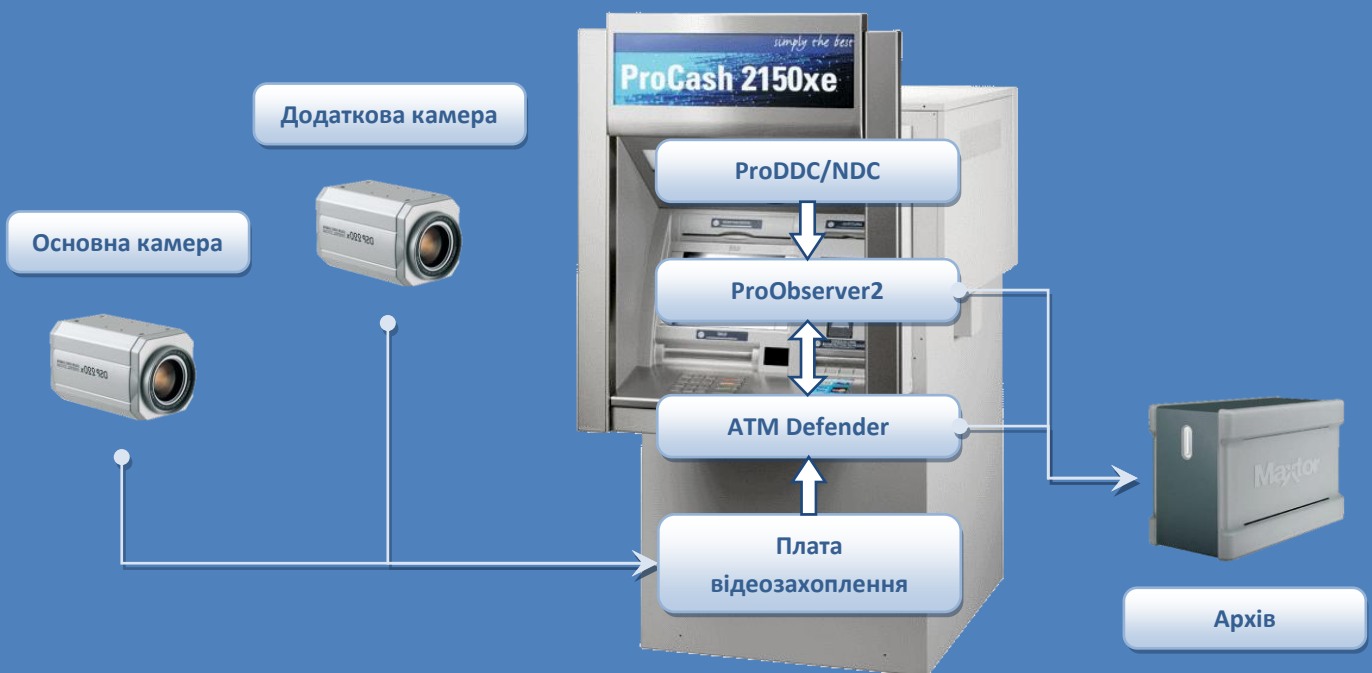 simply the best
ProCash 2150xe
Додаткова камера
ProDDC/NDC
Основна камера
ProObserver2
ATM Defender
Maxtor
Плата
відеозахоплення
Архів